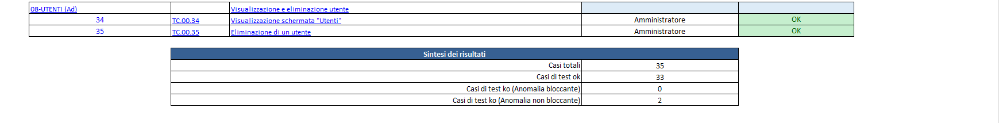 08-UTENTI (Ad) Visualizzazione e eliminazione utente
34 TC.00.34 Visualizzazione schermata "Utenti" Amministratore OK
35 TC.00.35 Eliminazione di un utente Amministratore OK
Sintesi dei risultati
Casi totali 35
Casi di test ok 33
Casi di test ko (Anomalia bloccante) 0
Casi di test ko (Anomalia non bloccante) 2